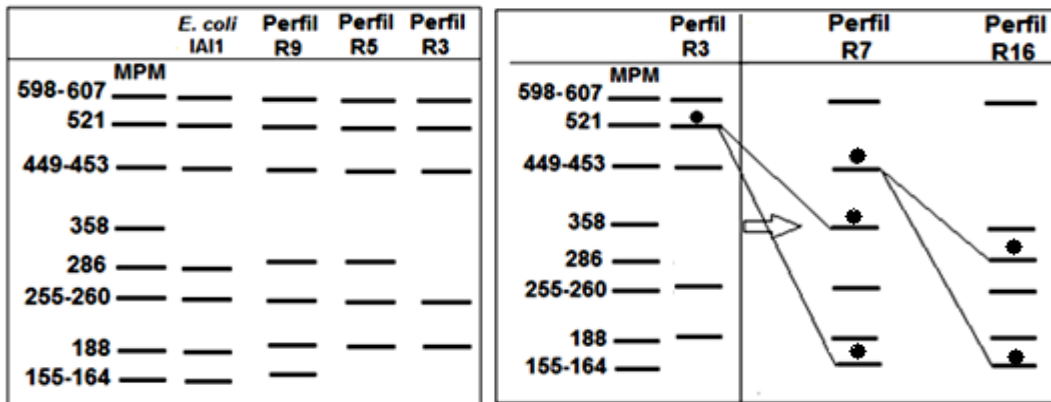 E. coli Perfil Perfil Perfil
IAI1 R9 R5 R3
MPM
598-607
521
449-453
358
286
255-260
188
155-164
Perfil Perfil Perfil
R3 R7 R16
MPM
598-607
521
449-453
358
286
255-260
188
155-164